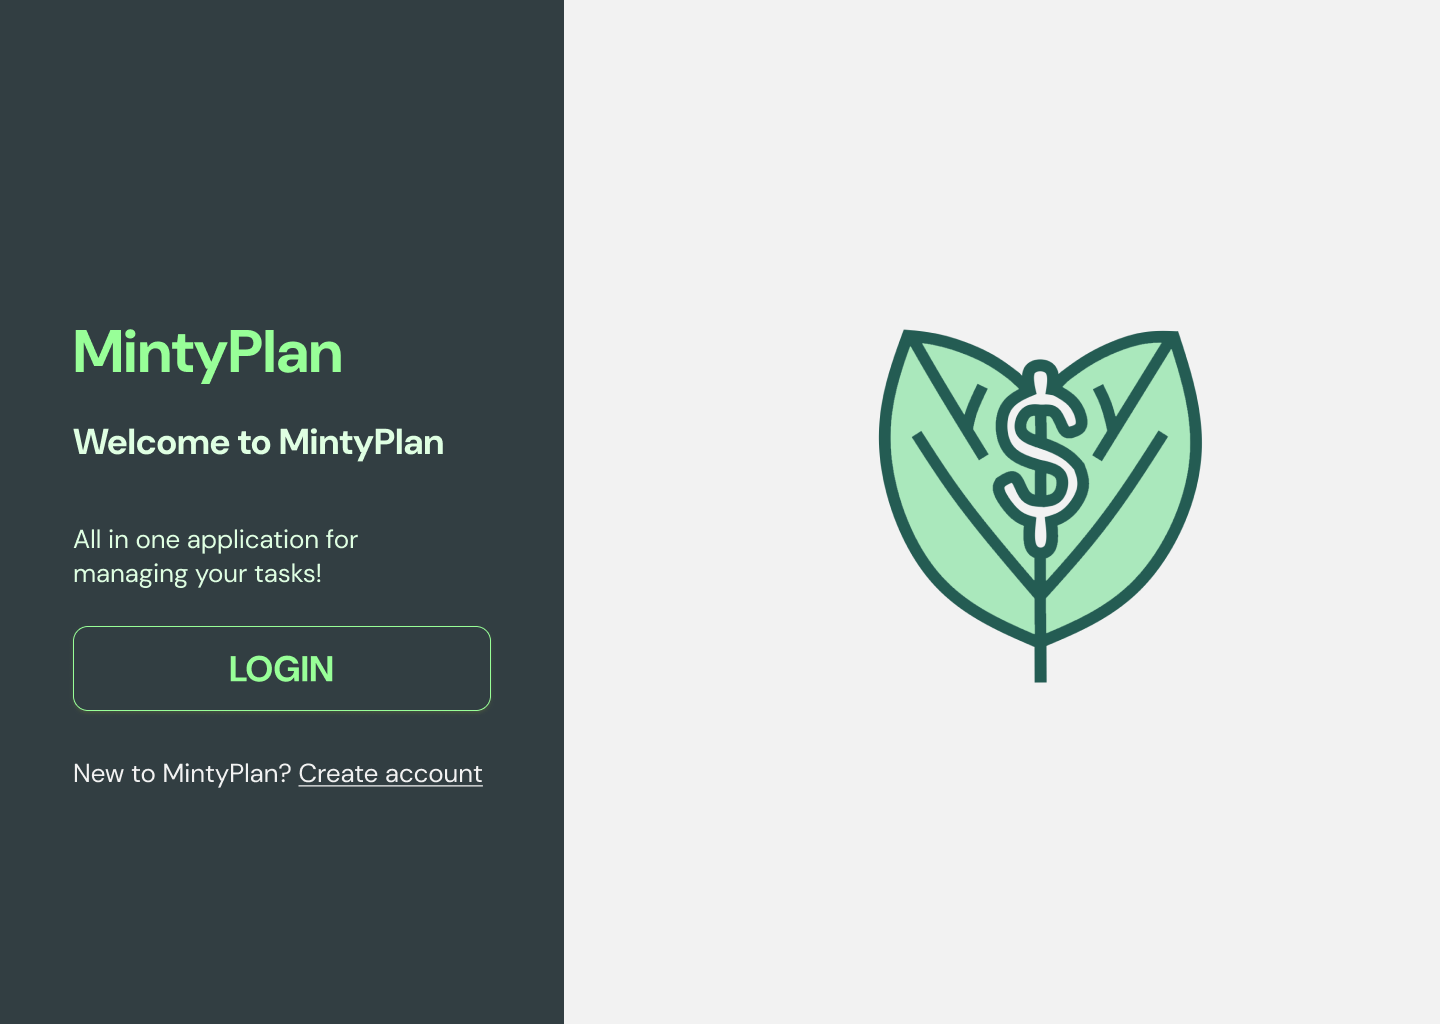 MintyPlan
Welcome to MintyPlan
All in one application for
managing your tasks!
LOGIN
New to MintyPlan? Create account
$